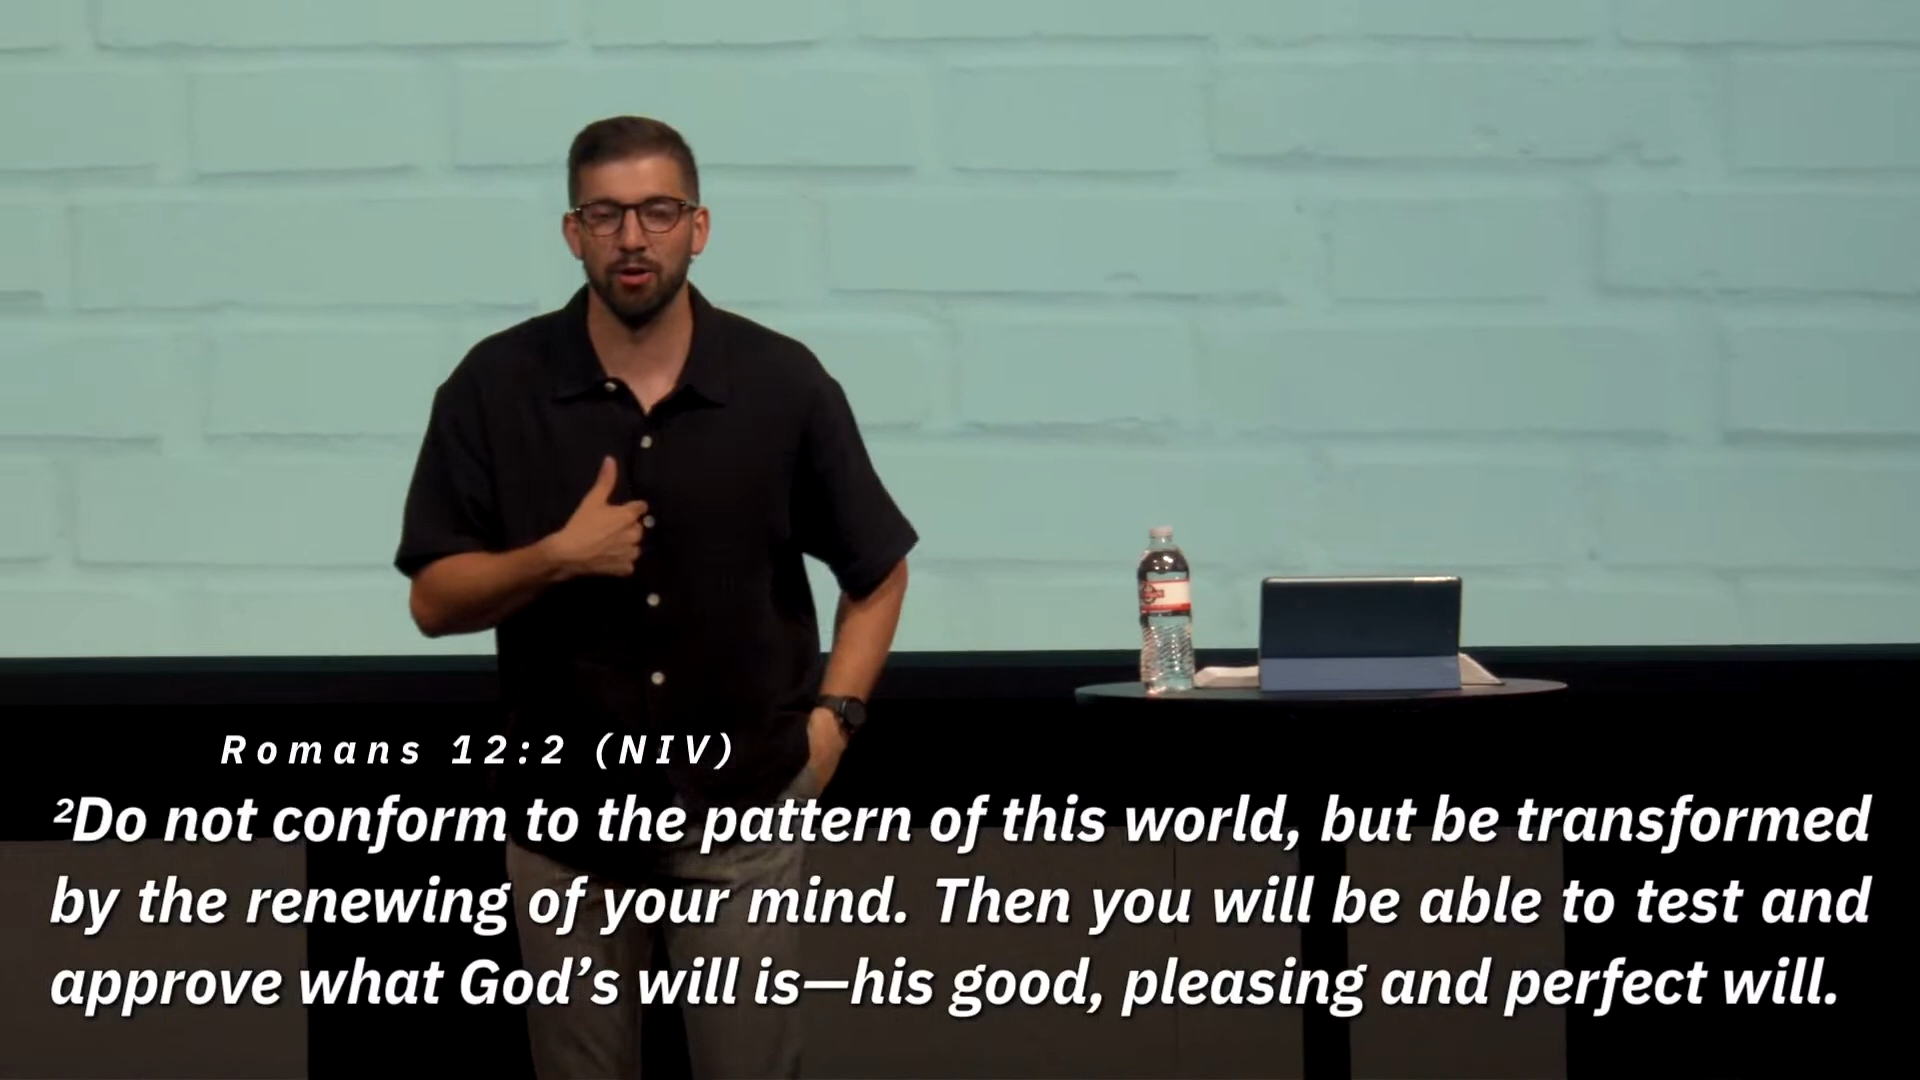 Romans 12:2 (NIV)
²Do not conform to the pattern of this world, but be transformed
by the renewing of your mind. Then you will be able to test and
approve what God’s will is—his good, pleasing and perfect will.